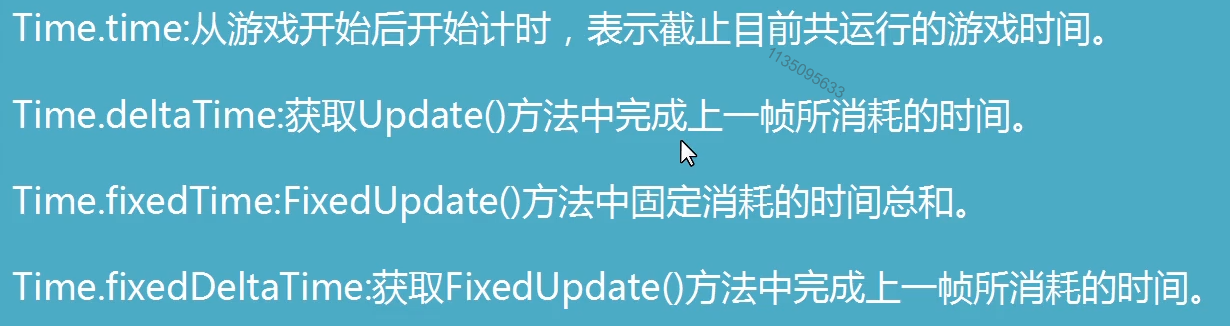 Time.time:从游戏开始后开始计时，表示截止目前共运行的游戏时间。
1135095633
Time.deltaTime:获取Update()方法中完成上一帧所消耗的时间。
Time.fixedTime:FixedUpdate()方法中固定消耗的时间总和。
Time.fixedDeltaTime:获取FixedUpdate()方法中完成上一帧所消耗的时间。